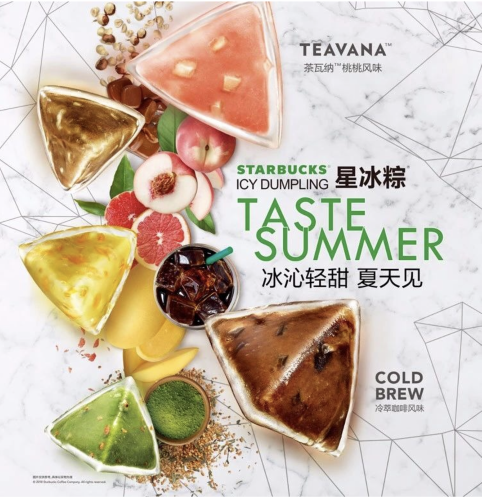 TEAVANA™
茶瓦纳™桃桃风味
STARBUCKS® 星冰粽
ICY DUMPLING
TASTE
SUMMER
冰沁轻甜 夏天见
COLD
BREW
冷萃咖啡风味